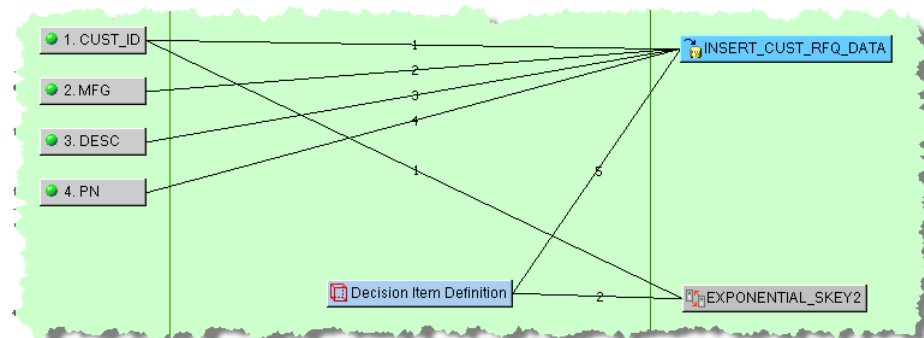 1. CUST_ID
1
INSERT_CUST_RFQ_DATA
2
2. MFG
3
4
3. DESC
1
5
4. PN
Decision Item Definition
2
EXPONENTIAL_SKEY2